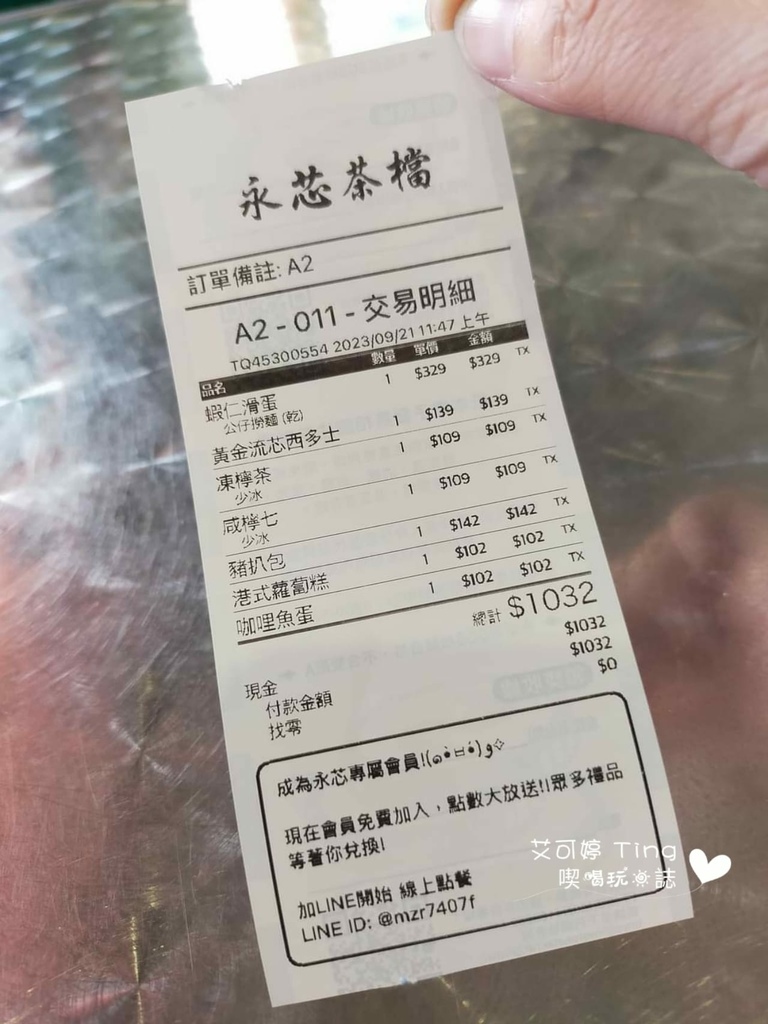 永芯茶檔
訂單備註: A2
A2 - 011 - 交易明細
TQ45300554 2023/09/21 11:47 上午
品名 數量 單價 金額
蝦仁滑蛋 1 $329 $329 TX
公仔撈麵 (乾)
黃金流芯西多士 1 $139 $139 TX
凍檸茶 1 $109 $109 TX
少冰
咸檸七 1 $109 $109 TX
少冰
豬扒包 1 $142 $142 TX
港式蘿蔔糕 1 $102 $102 TX
咖哩魚蛋 1 $102 $102 TX
總計 $1032
現金 $1032
付款金額 $1032
找零 $0
成為永芯專屬會員!(๑•̀ㅂ•́)و✧
現在會員免費加入，點數大放送!!眾多禮品
等著你兌換!
加LINE開始 線上點餐
LINE ID: @mzr7407f
艾可婷 Ting
喫喝玩☀誌